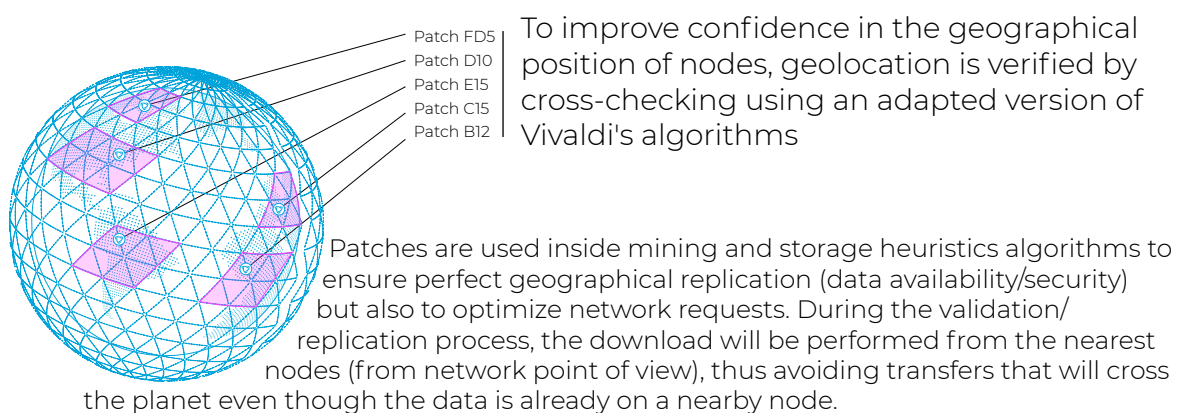 Patch FD5
Patch D10
Patch E15
Patch C15
Patch B12
To improve confidence in the geographical
position of nodes, geolocation is verified by
cross-checking using an adapted version of
Vivaldi's algorithms
Patches are used inside mining and storage heuristics algorithms to
ensure perfect geographical replication (data availability/security)
but also to optimize network requests. During the validation/
replication process, the download will be performed from the nearest
nodes (from network point of view), thus avoiding transfers that will cross
the planet even though the data is already on a nearby node.